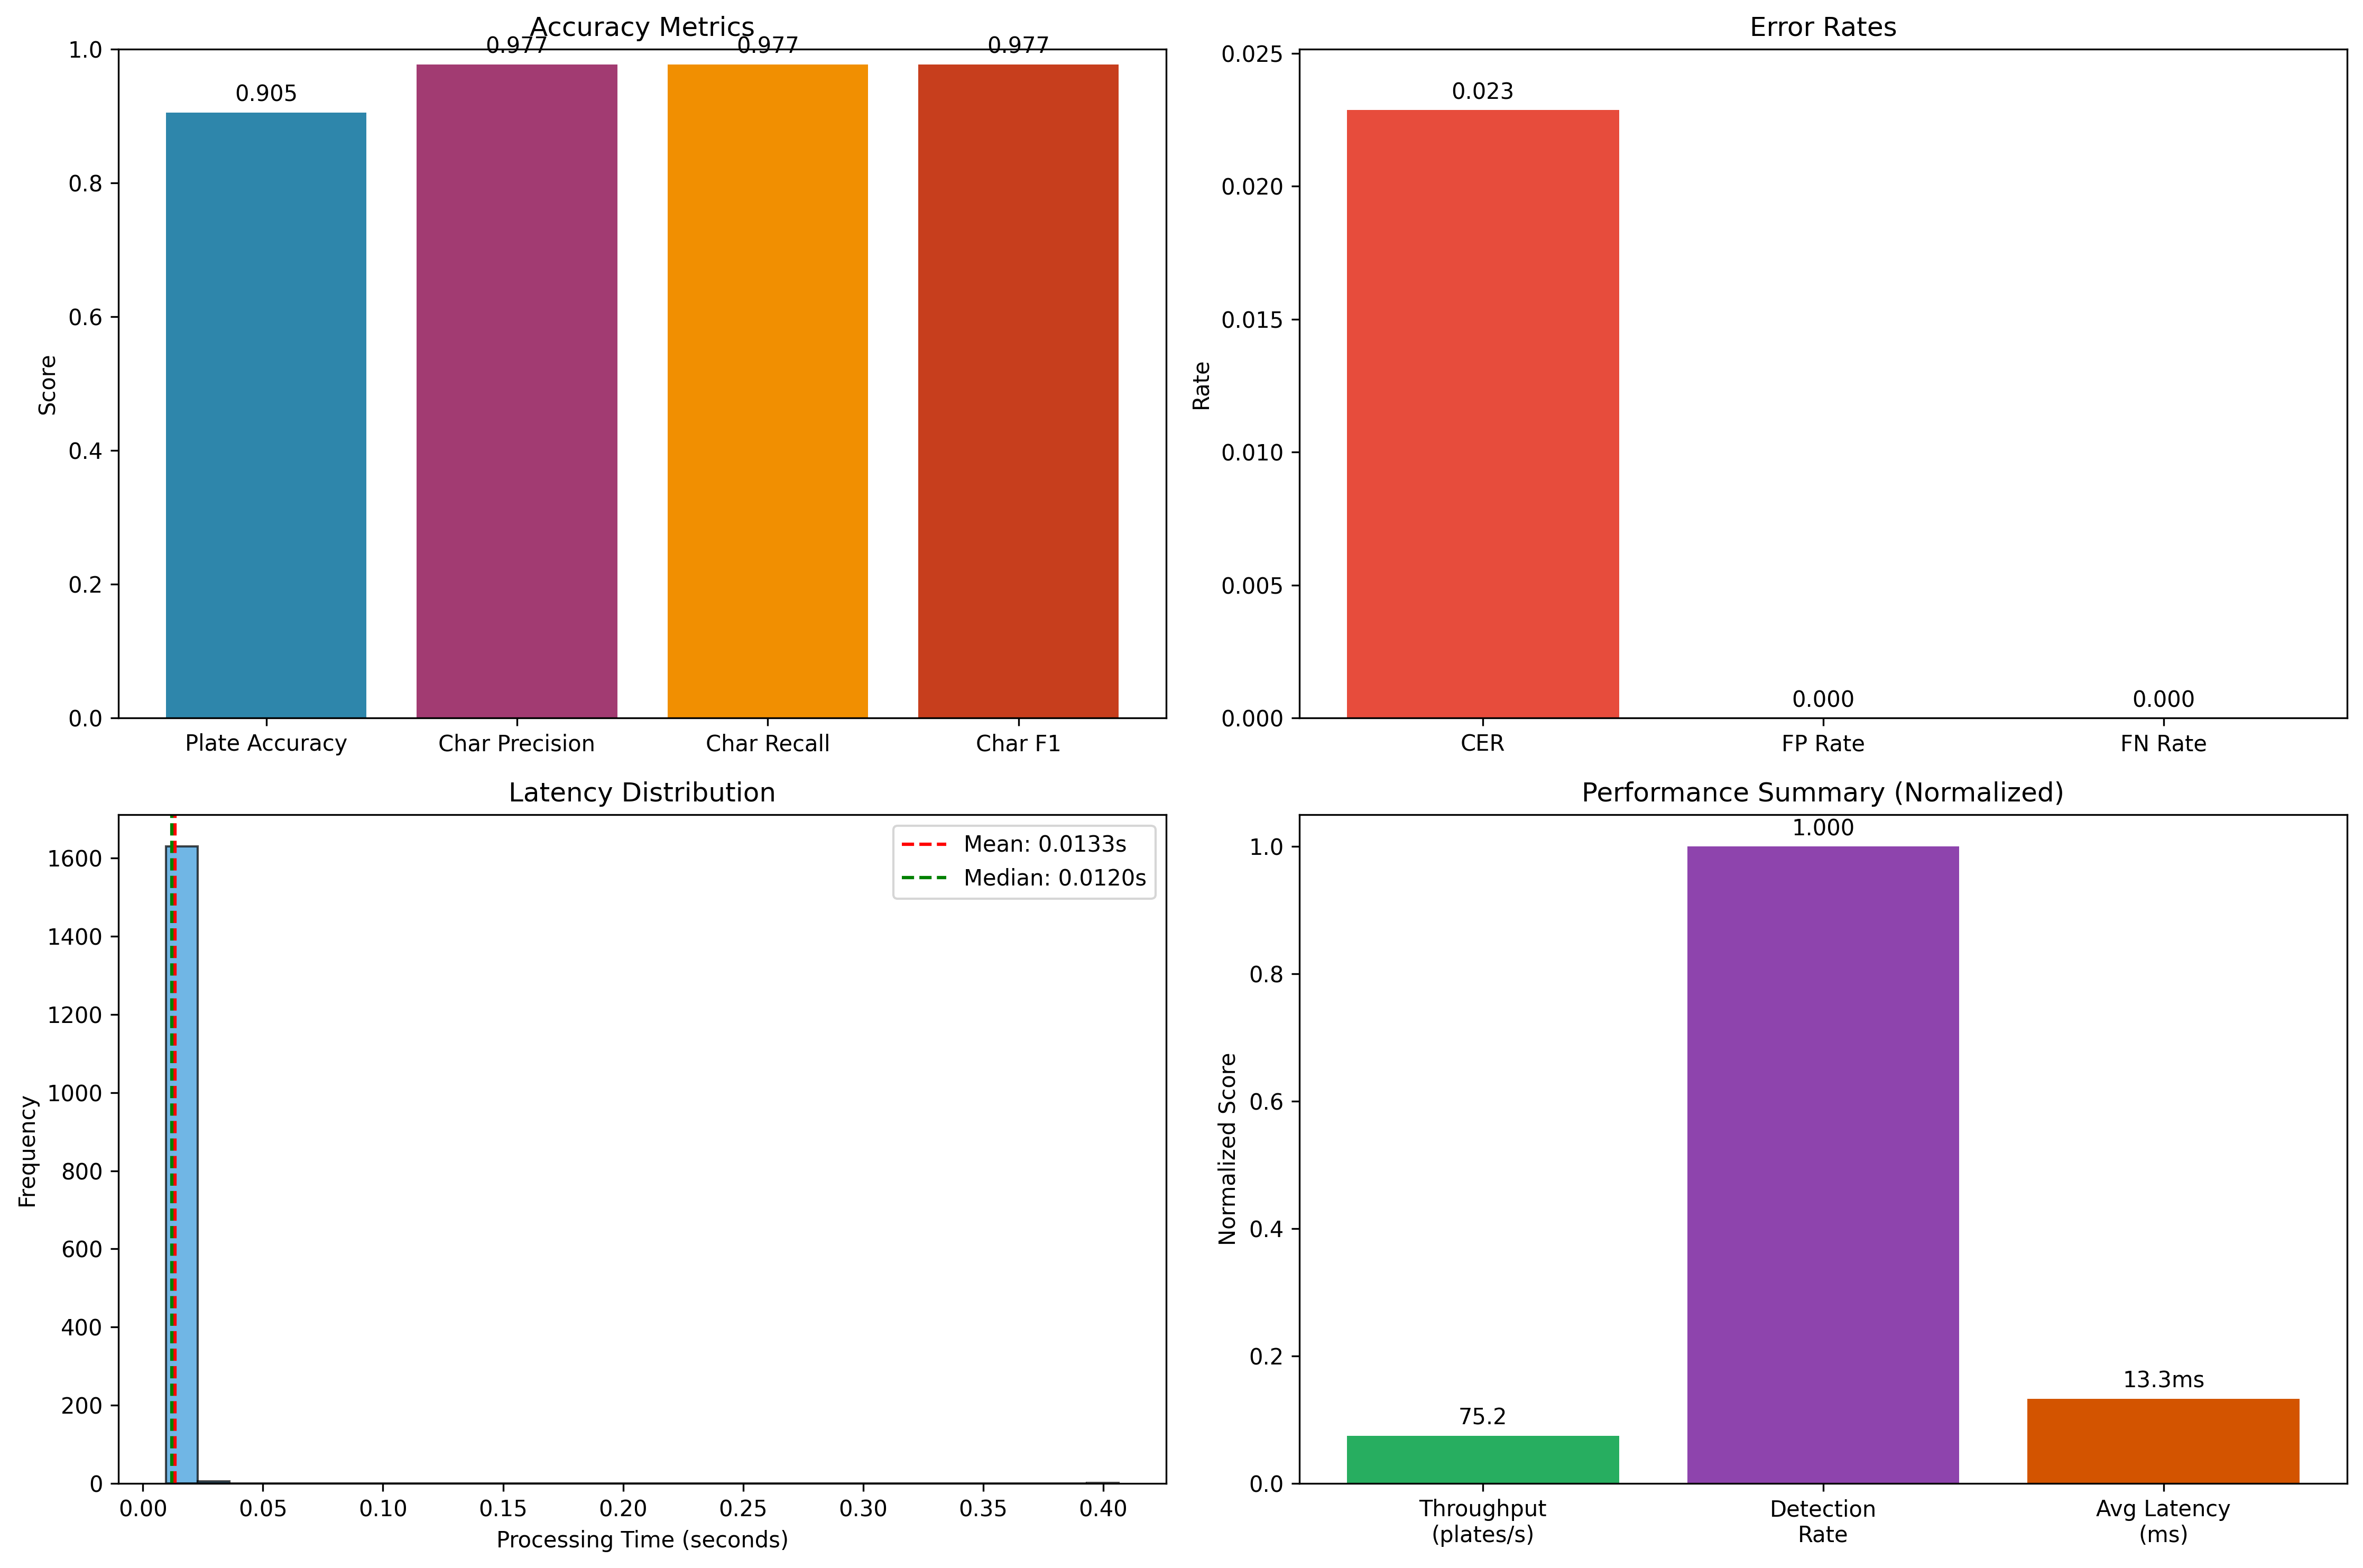 Accuracy Metrics
1.0
0.8
0.6
0.4
0.2
0.0
Score
0.905
0.977
0.977
0.977
Plate Accuracy
Char Precision
Char Recall
Char F1
Error Rates
0.025
0.020
0.015
0.010
0.005
0.000
Rate
0.023
0.000
0.000
CER
FP Rate
FN Rate
Latency Distribution
1600
1400
1200
1000
800
600
400
200
0
Frequency
Mean: 0.0133s
Median: 0.0120s
0.00
0.05
0.10
0.15
0.20
0.25
0.30
0.35
0.40
Processing Time (seconds)
Performance Summary (Normalized)
1.0
0.8
0.6
0.4
0.2
0.0
Normalized Score
75.2
1.000
13.3ms
Throughput
(plates/s)
Detection
Rate
Avg Latency
(ms)